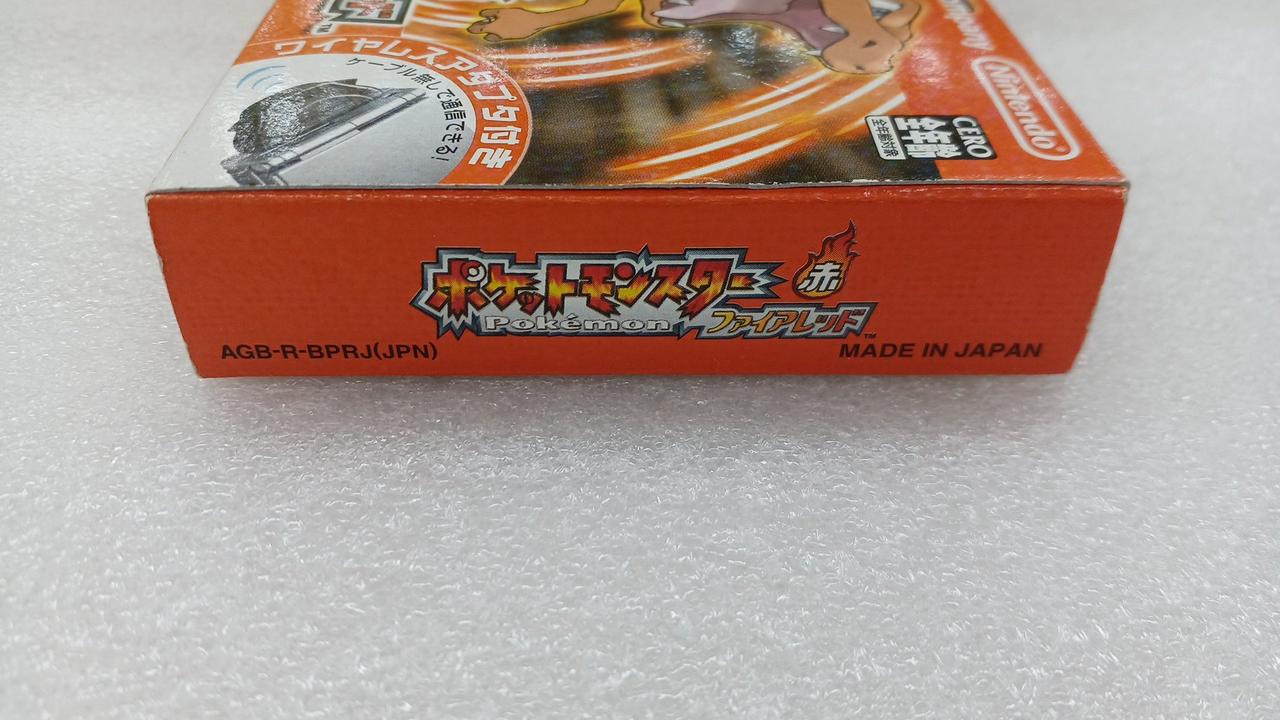 ワイヤレスアダプタ付き
ケーブル無しで通信できる!
Nintendo
CERO
全年齢
全年齢対象
ポケットモンスター
赤
Pokémon
ファイアレッド™
AGB-R-BPRJ(JPN)
MADE IN JAPAN